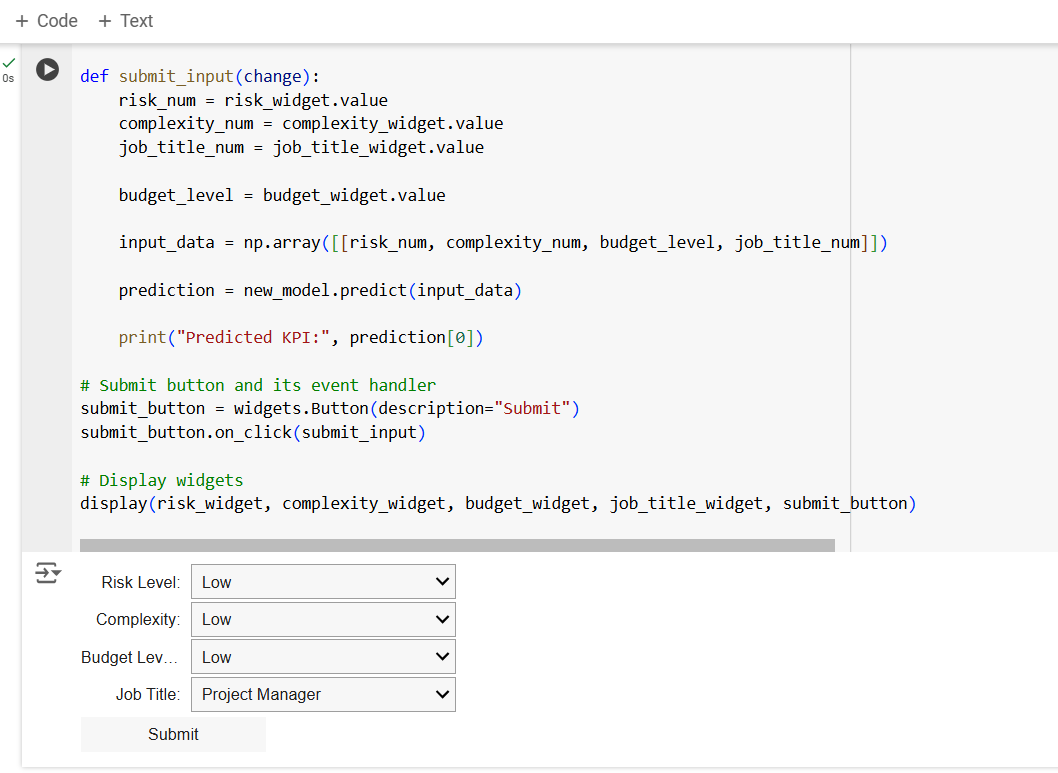 + Code + Text
0s
def submit_input(change):
    risk_num = risk_widget.value
    complexity_num = complexity_widget.value
    job_title_num = job_title_widget.value
    budget_level = budget_widget.value
    input_data = np.array([[risk_num, complexity_num, budget_level, job_title_num]])
    prediction = new_model.predict(input_data)
    print("Predicted KPI:", prediction[0])
# Submit button and its event handler
submit_button = widgets.Button(description="Submit")
submit_button.on_click(submit_input)
# Display widgets
display(risk_widget, complexity_widget, budget_widget, job_title_widget, submit_button)
Risk Level: Low
Complexity: Low
Budget Lev... Low
Job Title: Project Manager
Submit